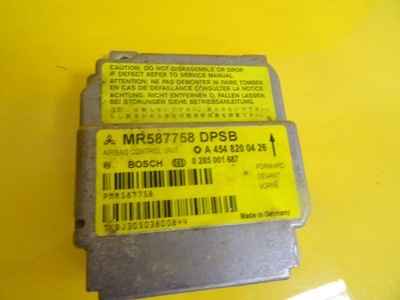 CAUTION: DO NOT DISASSEMBLE OR DROP.
IF DEFECT REFER TO SERVICE MANUAL.
ATTENTION: NE PAS DEMONTER NI FAIRE TOMBER.
EN CAS DE DEFAILLANCE CONSULTER LA NOTICE.
ACHTUNG: NICHT ENTFERNEN O. FALLEN LASSEN.
BEI STÖRUNGEN SIEHE BETRIEBSANLEITUNG.
MR587758 DPSB
AIRBAG CONTROL UNIT
A 454 820 04 26
BOSCH 0 285 001 667
FORWARD
DEVANT
VORNE
PMR587758
Made in Germany